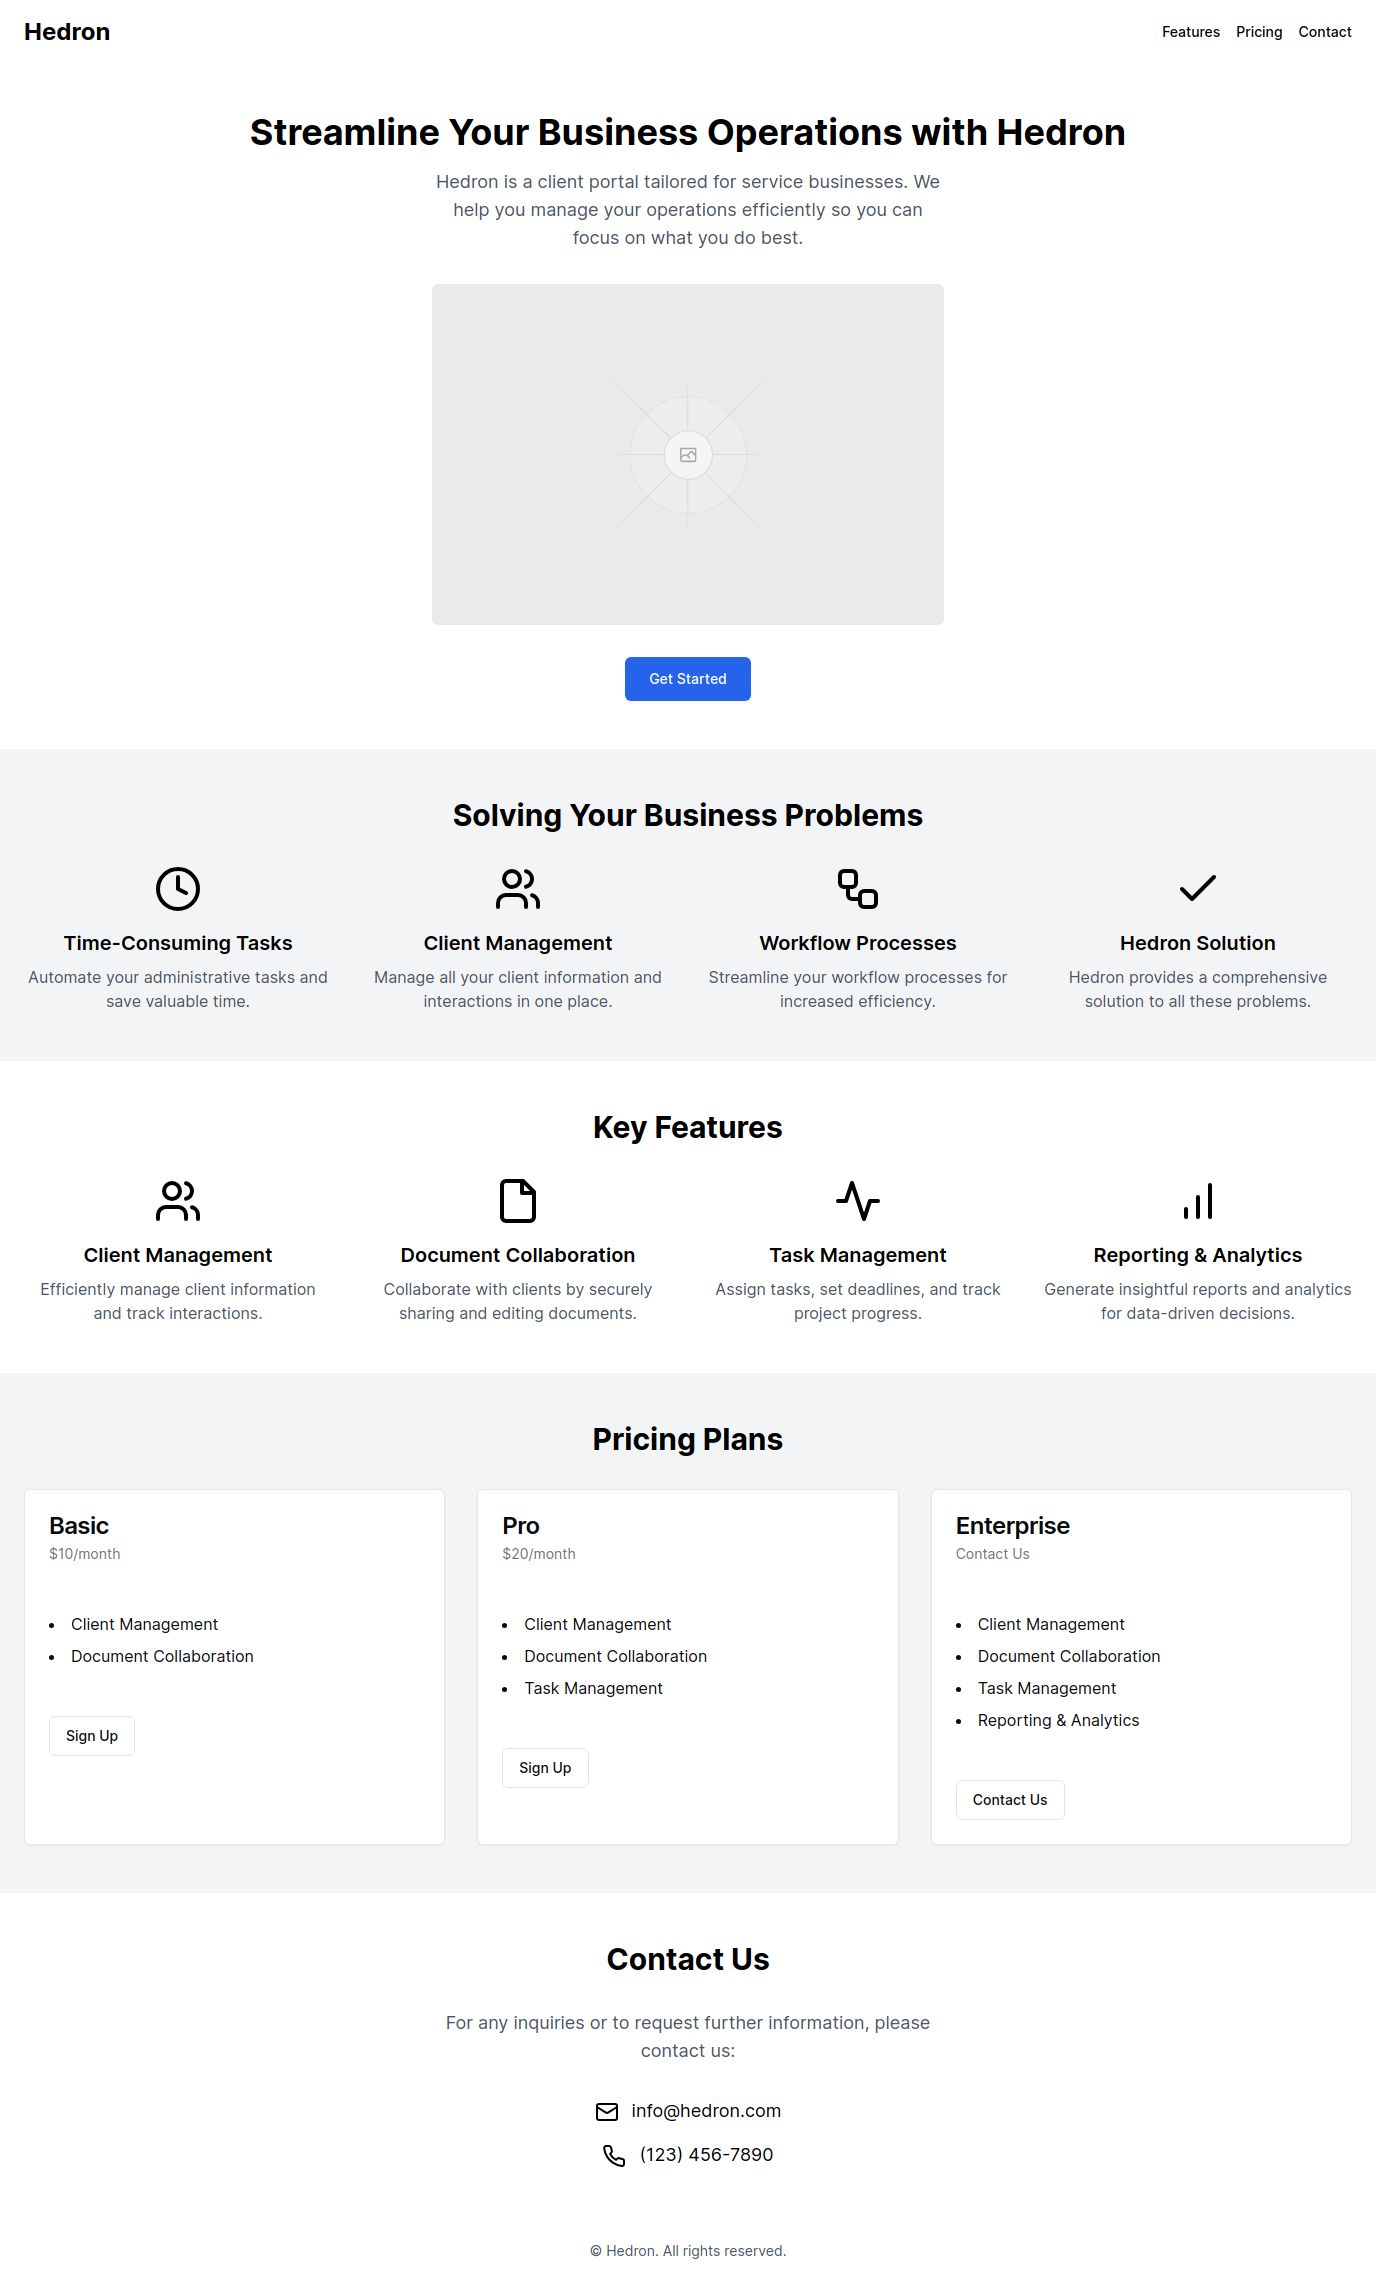 Hedron
Features Pricing Contact
Streamline Your Business Operations with Hedron
Hedron is a client portal tailored for service businesses. We
help you manage your operations efficiently so you can
focus on what you do best.
Get Started
Solving Your Business Problems
Time-Consuming Tasks
Automate your administrative tasks and
save valuable time.
Client Management
Manage all your client information and
interactions in one place.
Workflow Processes
Streamline your workflow processes for
increased efficiency.
Hedron Solution
Hedron provides a comprehensive
solution to all these problems.
Key Features
Client Management
Efficiently manage client information
and track interactions.
Document Collaboration
Collaborate with clients by securely
sharing and editing documents.
Task Management
Assign tasks, set deadlines, and track
project progress.
Reporting & Analytics
Generate insightful reports and analytics
for data-driven decisions.
Pricing Plans
Basic
$10/month
• Client Management
• Document Collaboration
Sign Up
Pro
$20/month
• Client Management
• Document Collaboration
• Task Management
Sign Up
Enterprise
Contact Us
• Client Management
• Document Collaboration
• Task Management
• Reporting & Analytics
Contact Us
Contact Us
For any inquiries or to request further information, please
contact us:
info@hedron.com
(123) 456-7890
© Hedron. All rights reserved.